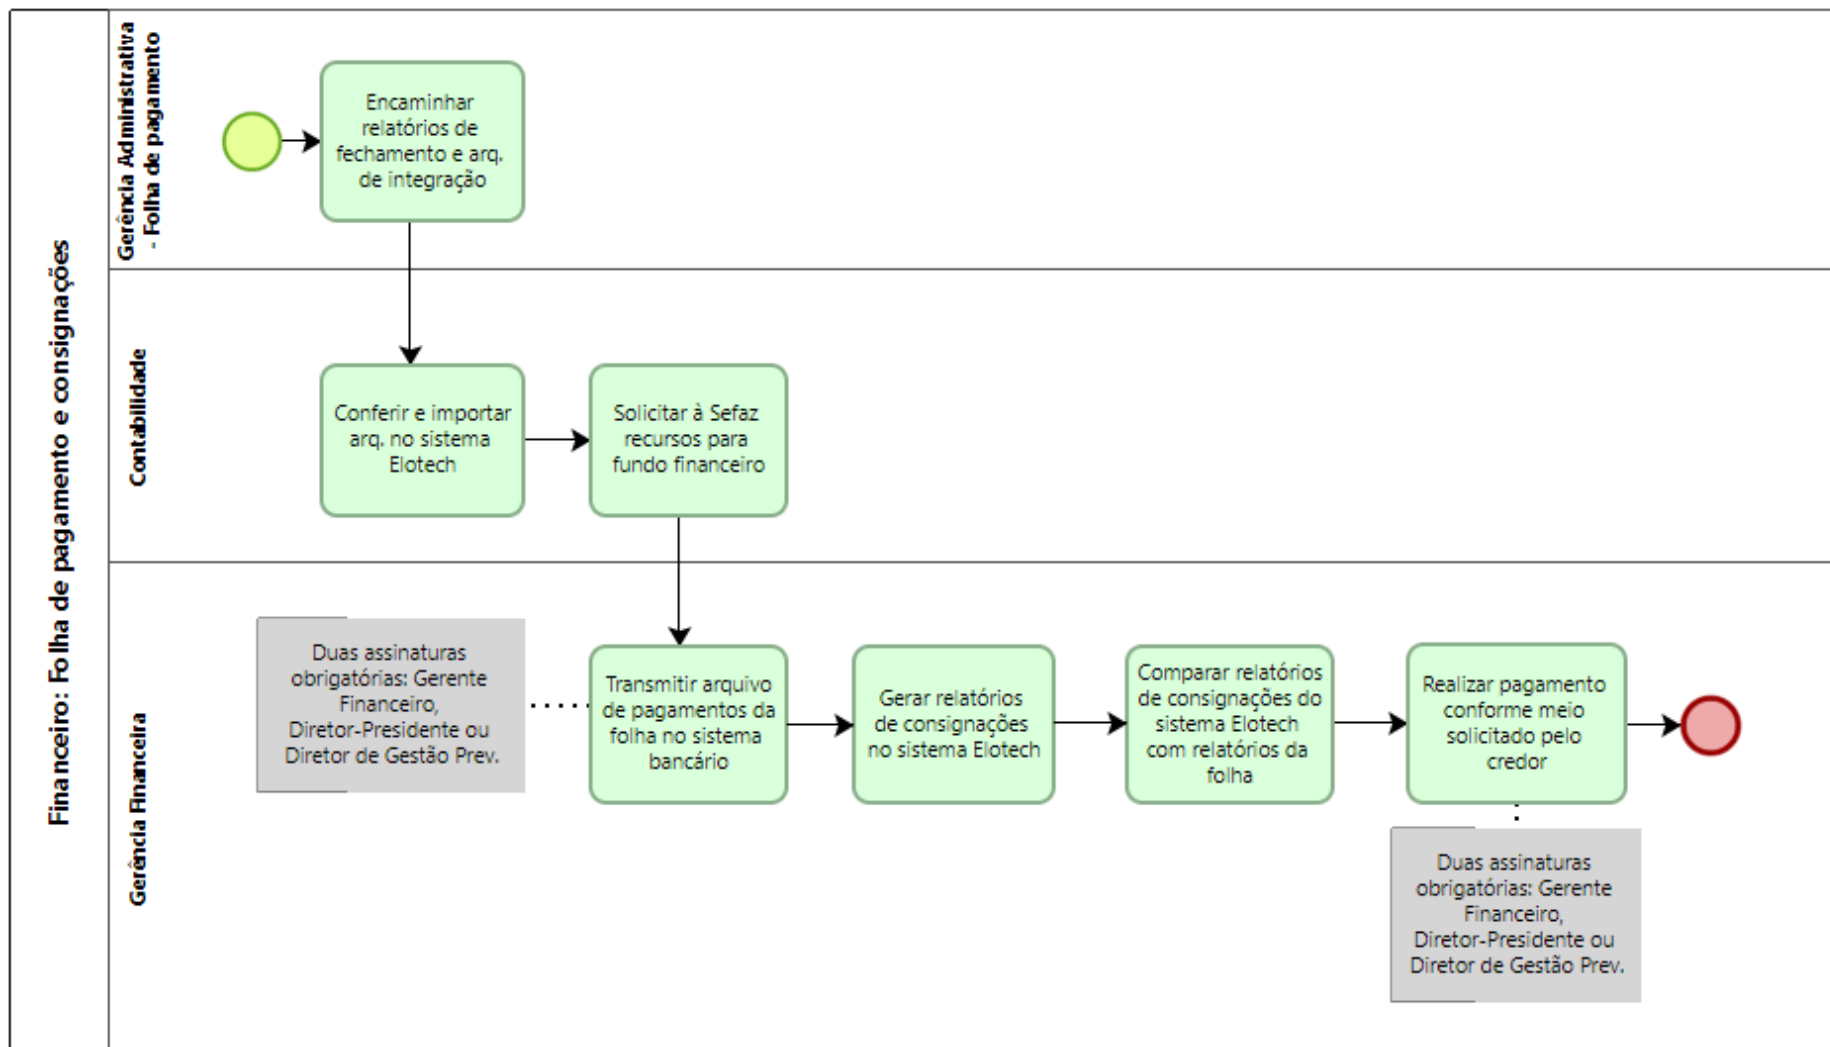 Financeiro: Folha de pagamento e consignações
Gerência Administrativa
- Folha de pagamento
Encaminhar
relatórios de
fechamento e arq.
de integração
Contabilidade
Conferir e importar
arq. no sistema
Elotech
Solicitar à Sefaz
recursos para
fundo financeiro
Gerência Financeira
Duas assinaturas
obrigatórias: Gerente
Financeiro,
Diretor-Presidente ou
Diretor de Gestão Prev.
Transmitir arquivo
de pagamentos da
folha no sistema
bancário
Gerar relatórios
de consignações
no sistema Elotech
Comparar relatórios
de consignações do
sistema Elotech
com relatórios da
folha
Realizar pagamento
conforme meio
solicitado pelo
credor
Duas assinaturas
obrigatórias: Gerente
Financeiro,
Diretor-Presidente ou
Diretor de Gestão Prev.